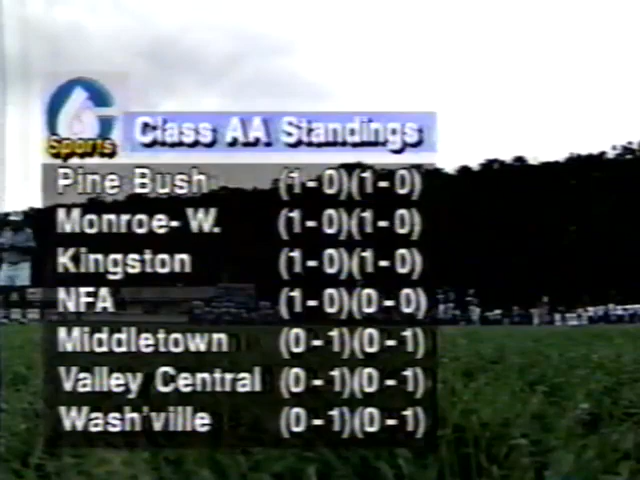 6
Sports
Class AA Standings
Pine Bush (1-0)(1-0)
Monroe-W. (1-0)(1-0)
Kingston (1-0)(1-0)
NFA (1-0)(0-0)
Middletown (0-1)(0-1)
Valley Central (0-1)(0-1)
Wash'ville (0-1)(0-1)